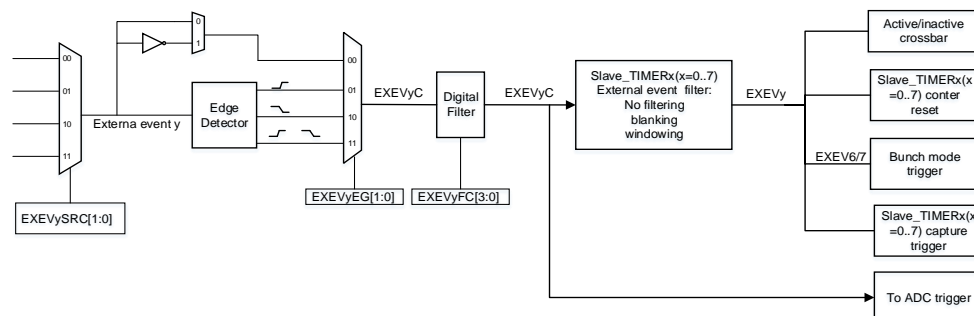 0
1
00
01
10
11
Externa event y
Edge
Detector
00
01
10
11
EXEVySRC[1:0]
EXEVyEG[1:0]
EXEVyC
Digital
Filter
EXEVyFC[3:0]
EXEVyC
Slave_TIMERx(x=0..7)
External event filter:
No filtering
blanking
windowing
EXEVy
Active/inactive
crossbar
Slave_TIMERx(x
=0..7) conter
reset
EXEV6/7
Bunch mode
trigger
Slave_TIMERx(x
=0..7) capture
trigger
To ADC trigger